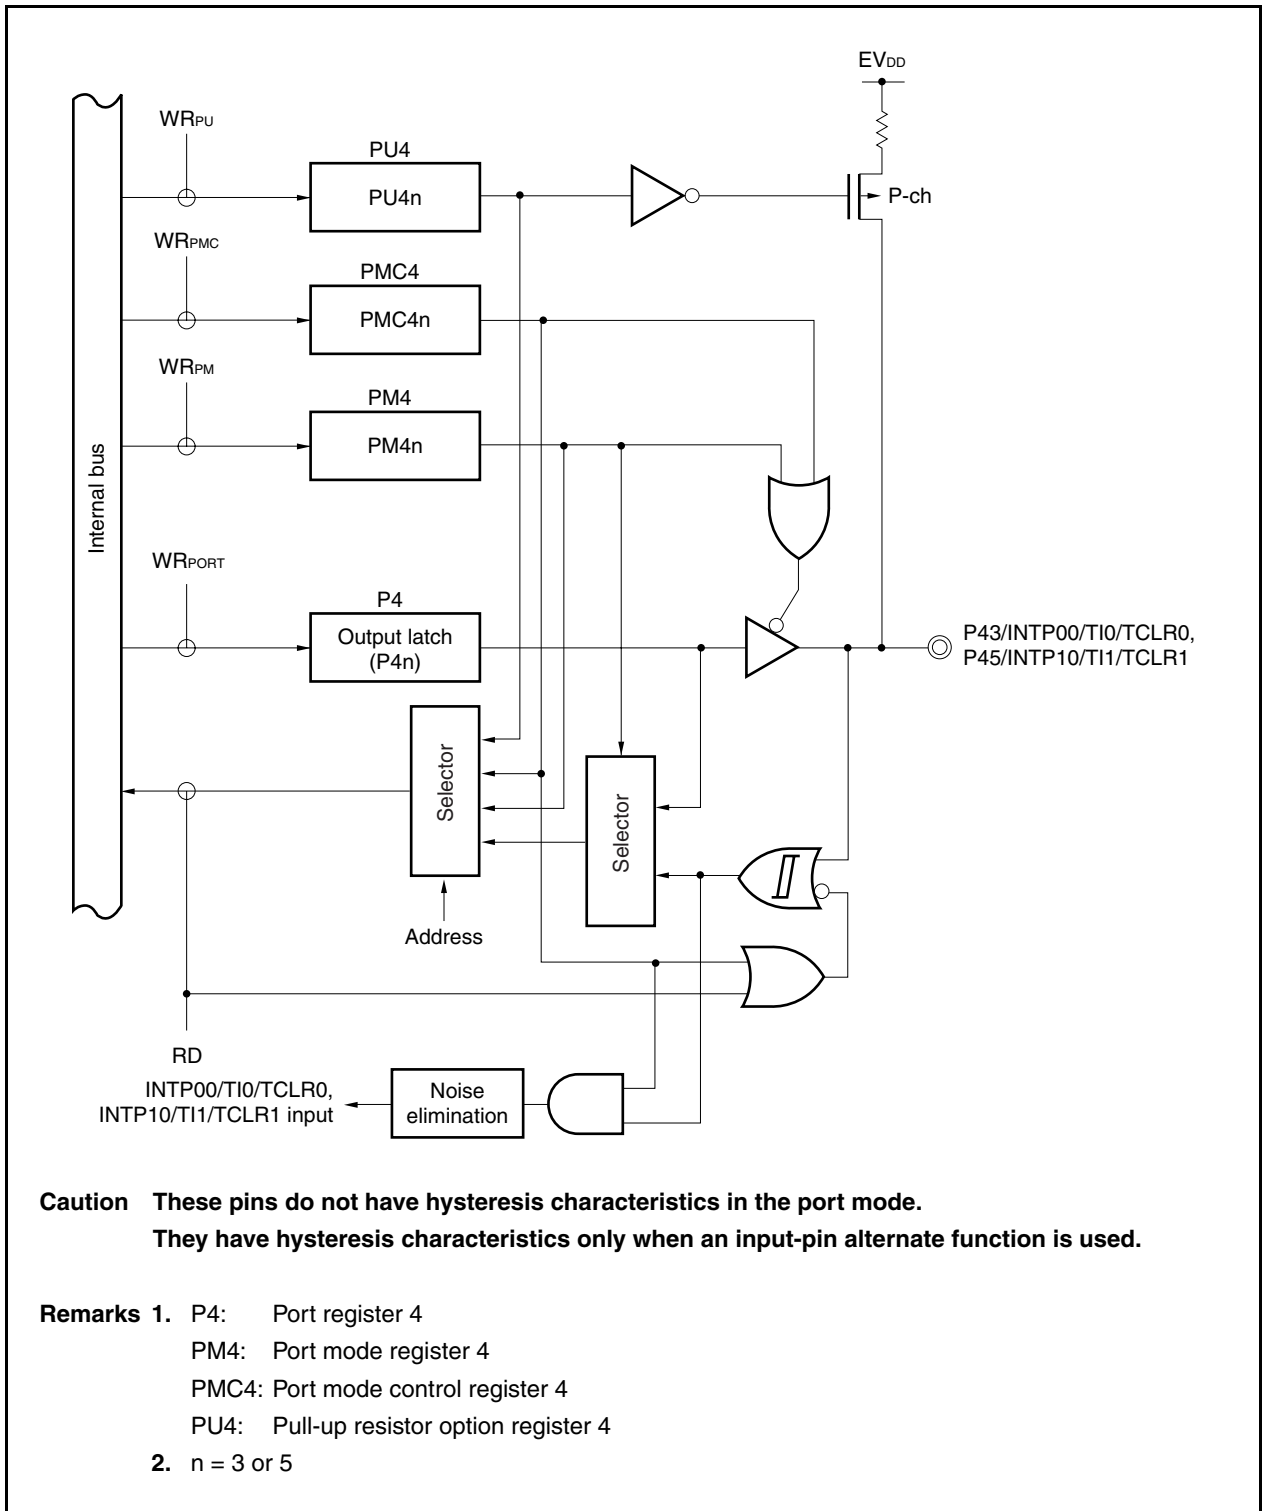 EVDD
WRPU
PU4
PU4n
P-ch
WRPMC
PMC4
PMC4n
WRPM
PM4
PM4n
Internal bus
WRPORT
P4
Output latch
(P4n)
P43/INTP00/TI0/TCLR0,
P45/INTP10/TI1/TCLR1
Selector
Selector
Address
RD
INTP00/TI0/TCLR0,
INTP10/TI1/TCLR1 input
Noise
elimination
Caution These pins do not have hysteresis characteristics in the port mode.
They have hysteresis characteristics only when an input-pin alternate function is used.
Remarks 1. P4: Port register 4
PM4: Port mode register 4
PMC4: Port mode control register 4
PU4: Pull-up resistor option register 4
2. n = 3 or 5